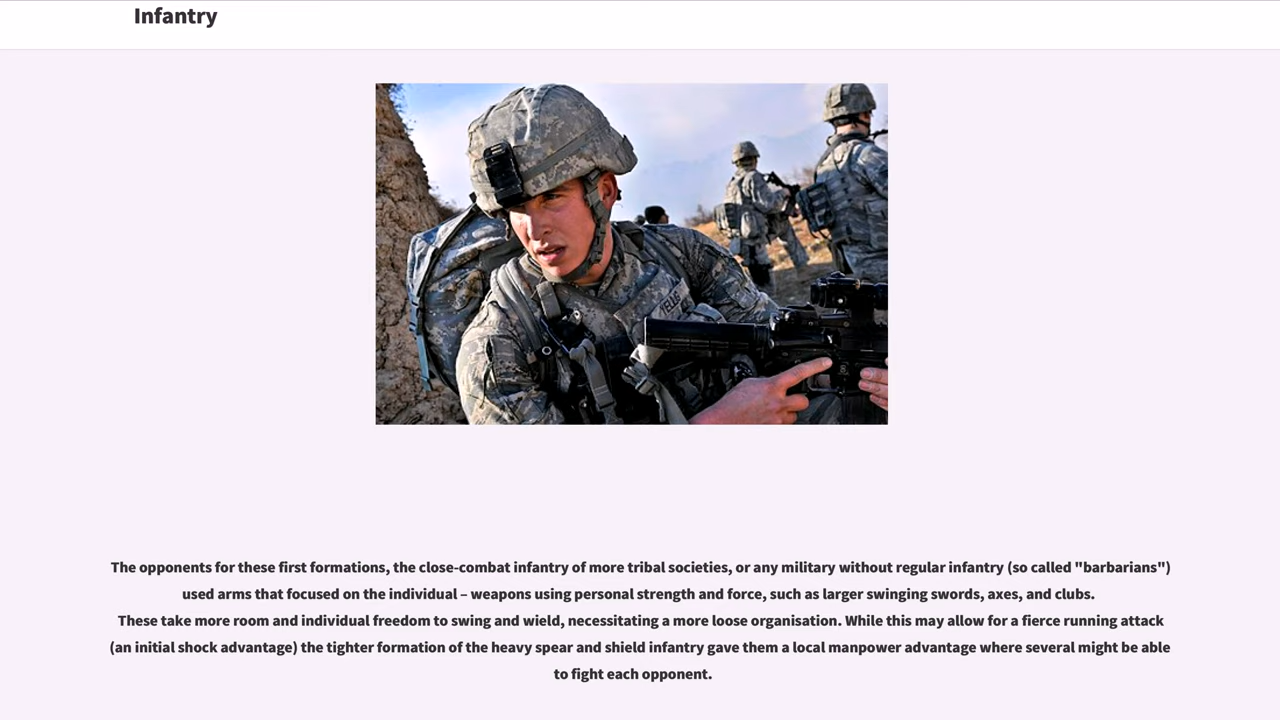 Infantry
The opponents for these first formations, the close-combat infantry of more tribal societies, or any military without regular infantry (so called "barbarians")
used arms that focused on the individual – weapons using personal strength and force, such as larger swinging swords, axes, and clubs.
These take more room and individual freedom to swing and wield, necessitating a more loose organisation. While this may allow for a fierce running attack
(an initial shock advantage) the tighter formation of the heavy spear and shield infantry gave them a local manpower advantage where several might be able
to fight each opponent.